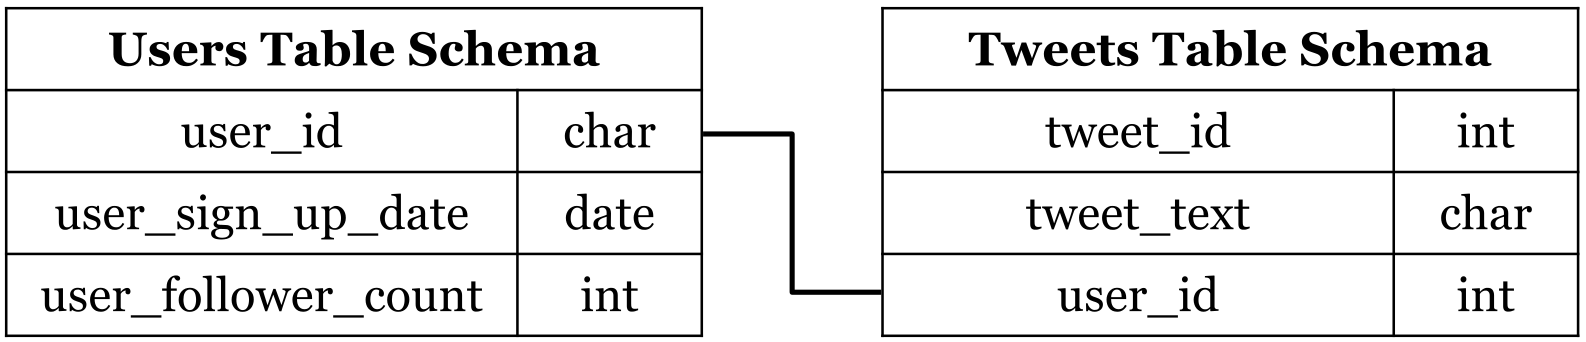 Users Table Schema
user_id char
user_sign_up_date date
user_follower_count int
Tweets Table Schema
tweet_id int
tweet_text char
user_id int